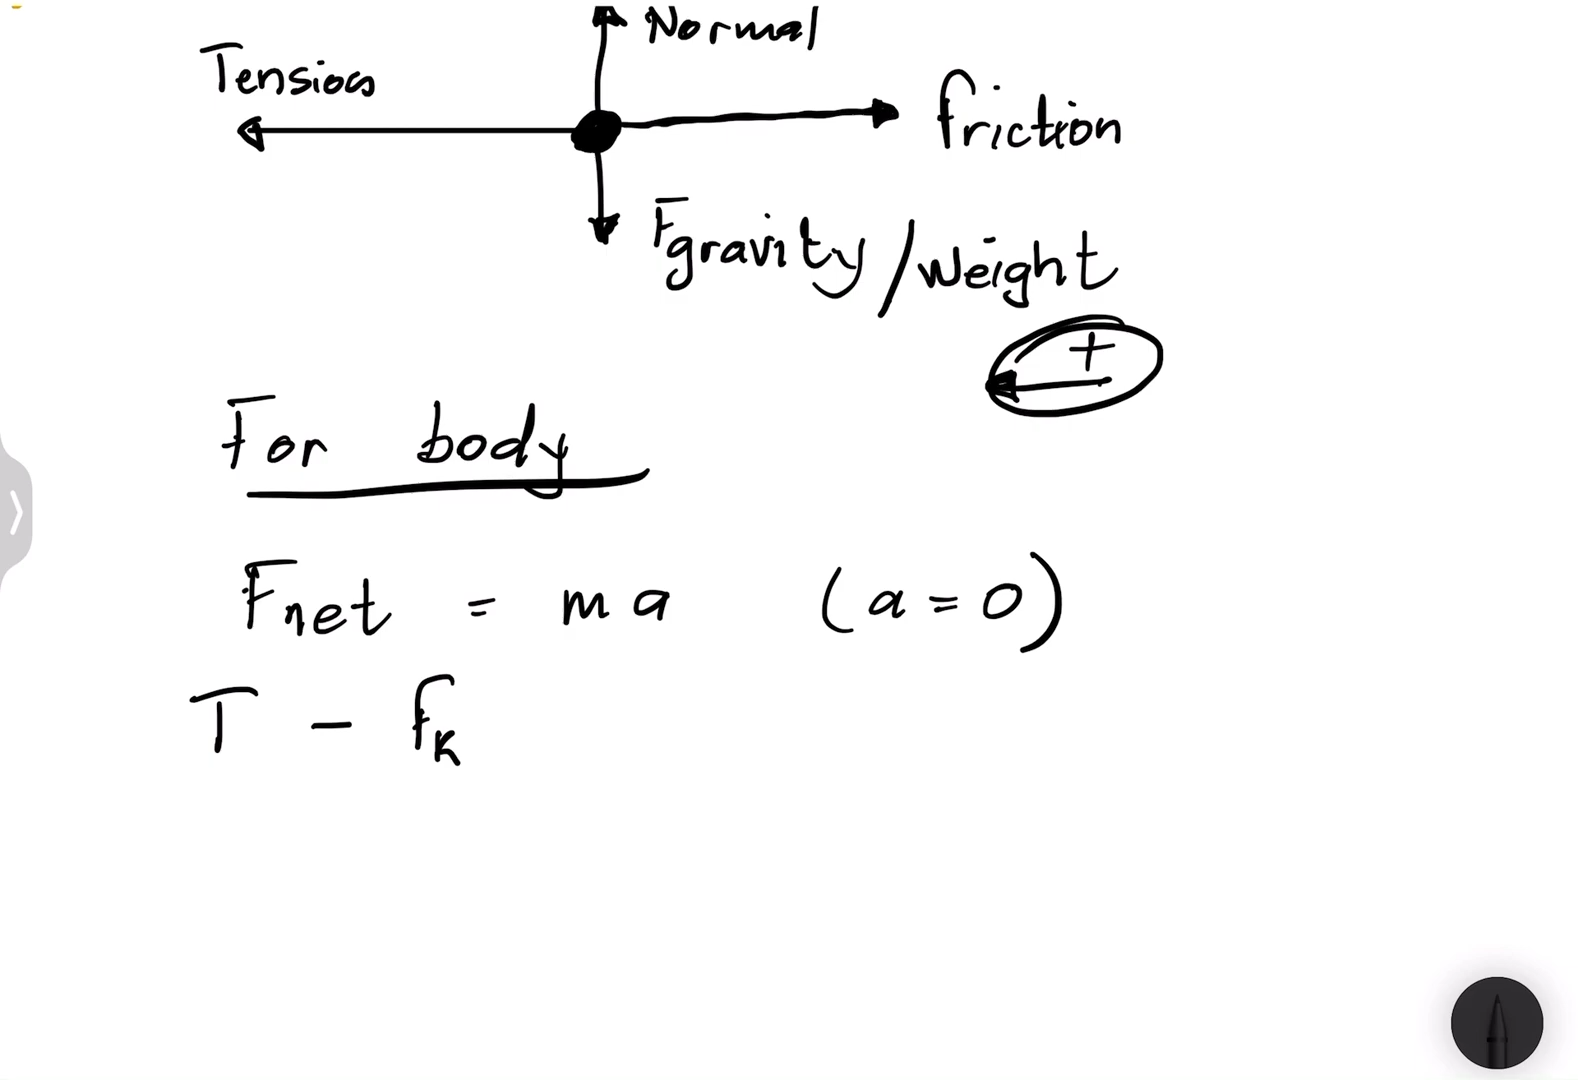 Normal
Tension
friction
Fgravity/Weight
+
For body
Fnet = ma (a = 0)
T - fk